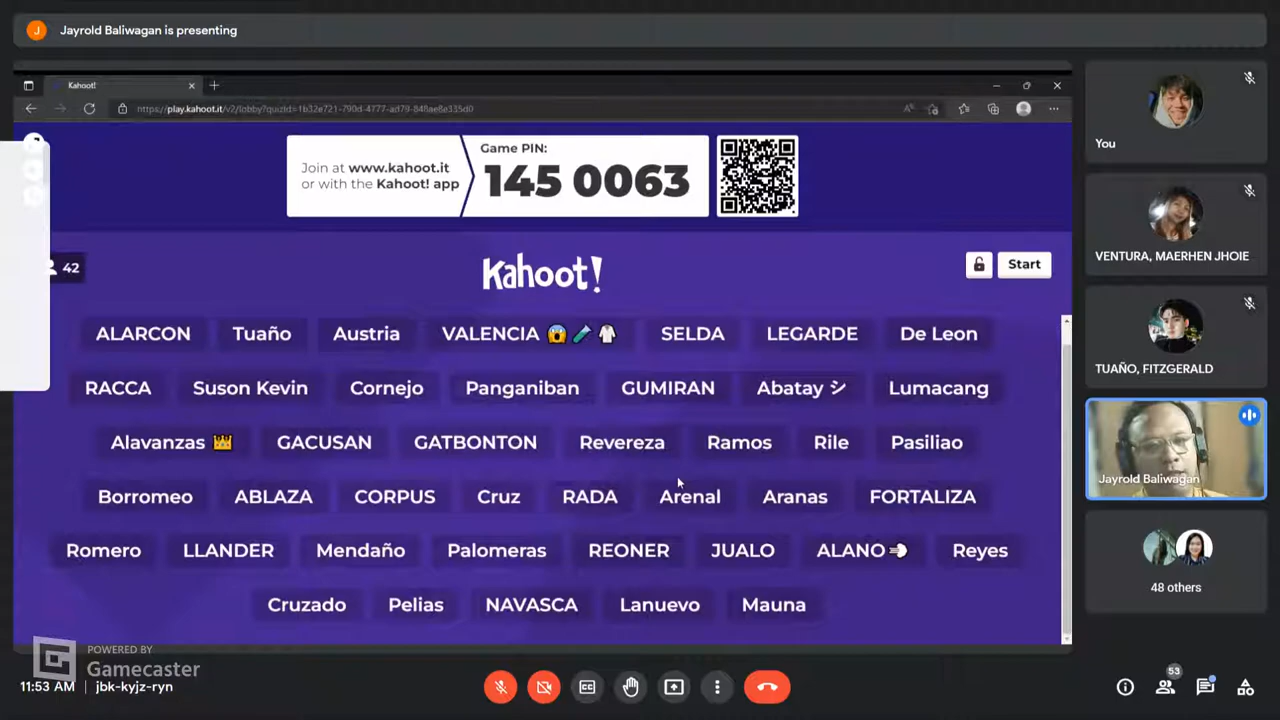 J
Jayrold Baliwagan is presenting
Kahoot!
https://play.kahoot.it/v2/lobby?quizId=1b32e721-790d-4777-ad79-848ae8e335d0
Join at www.kahoot.it
or with the Kahoot! app
Game PIN:
145 0063
42
Kahoot!
Start
ALARCON Tuaño Austria VALENCIA 😱 🧪 🥼 SELDA LEGARDE De Leon
RACCA Suson Kevin Cornejo Panganiban GUMIRAN Abatay シ Lumacang
Alavanzas 👑 GACUSAN GATBONTON Revereza Ramos Rile Pasiliao
Borromeo ABLAZA CORPUS Cruz RADA Arenal Aranas FORTALIZA
Romero LLANDER Mendaño Palomeras REONER JUALO ALANO 💨 Reyes
Cruzado Pelias NAVASCA Lanuevo Mauna
You
VENTURA, MAERHEN JHOIE
TUAÑO, FITZGERALD
Jayrold Baliwagan
48 others
POWERED BY
Gamecaster
11:53 AM | jbk-kyjz-ryn
CC
53